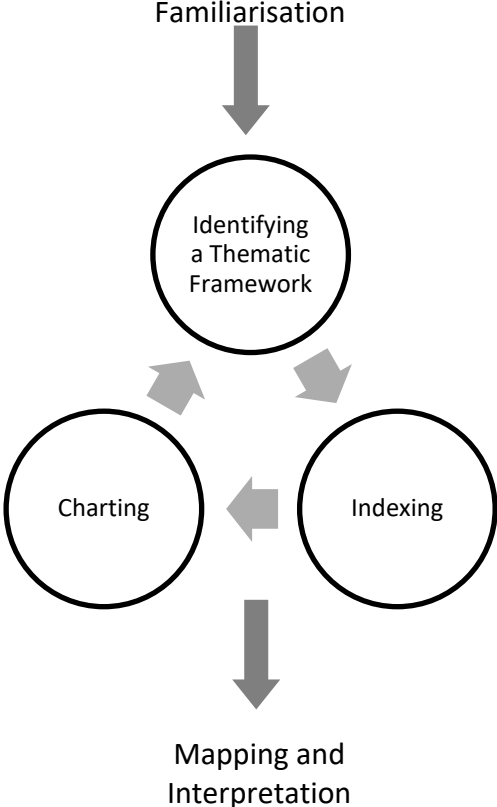 Familiarisation
Identifying
a Thematic
Framework
Charting
Indexing
Mapping and
Interpretation